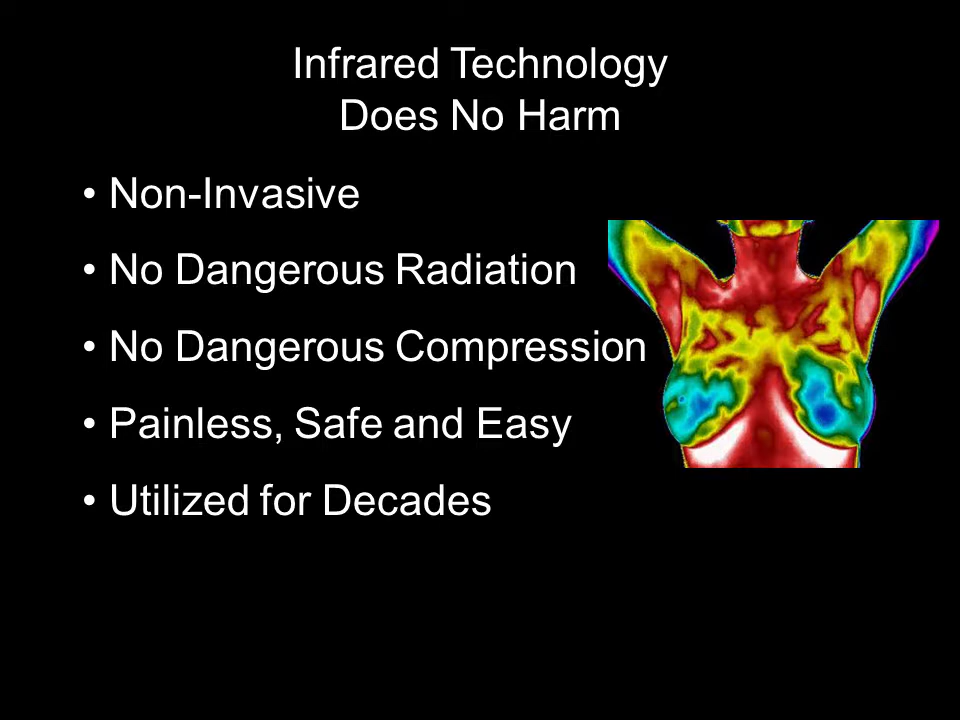 Infrared Technology
Does No Harm
• Non-Invasive
• No Dangerous Radiation
• No Dangerous Compression
• Painless, Safe and Easy
• Utilized for Decades